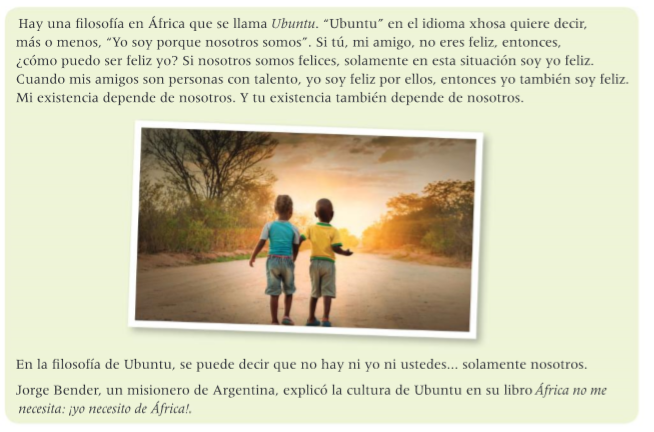 Hay una filosofía en África que se llama Ubuntu. “Ubuntu” en el idioma xhosa quiere decir,
más o menos, “Yo soy porque nosotros somos”. Si tú, mi amigo, no eres feliz, entonces,
¿cómo puedo ser feliz yo? Si nosotros somos felices, solamente en esta situación soy yo feliz.
Cuando mis amigos son personas con talento, yo soy feliz por ellos, entonces yo también soy feliz.
Mi existencia depende de nosotros. Y tu existencia también depende de nosotros.
En la filosofía de Ubuntu, se puede decir que no hay ni yo ni ustedes... solamente nosotros.
Jorge Bender, un misionero de Argentina, explicó la cultura de Ubuntu en su libro África no me
necesita: ¡yo necesito de África!.